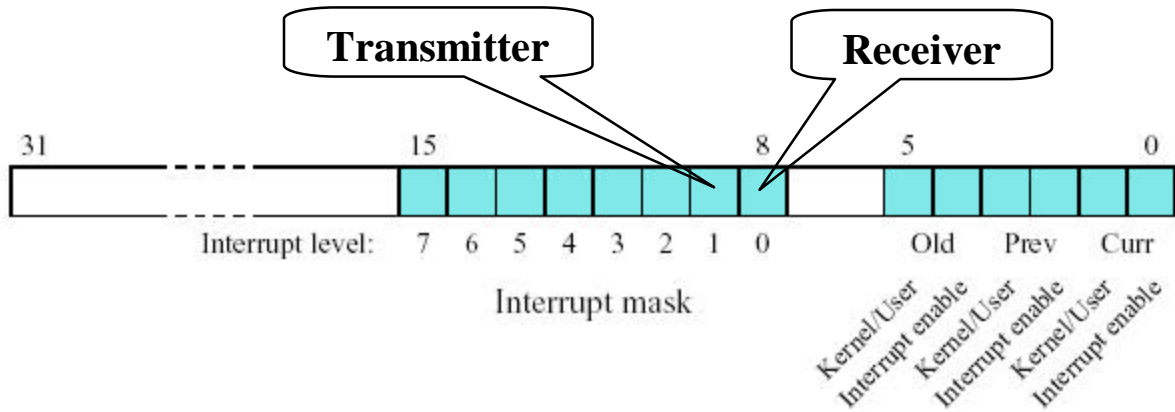 Transmitter Receiver
31 15 8 5 0
Interrupt level: 7 6 5 4 3 2 1 0 Old Prev Curr
Interrupt mask
Kernel/User
Interrupt enable
Kernel/User
Interrupt enable
Kernel/User
Interrupt enable